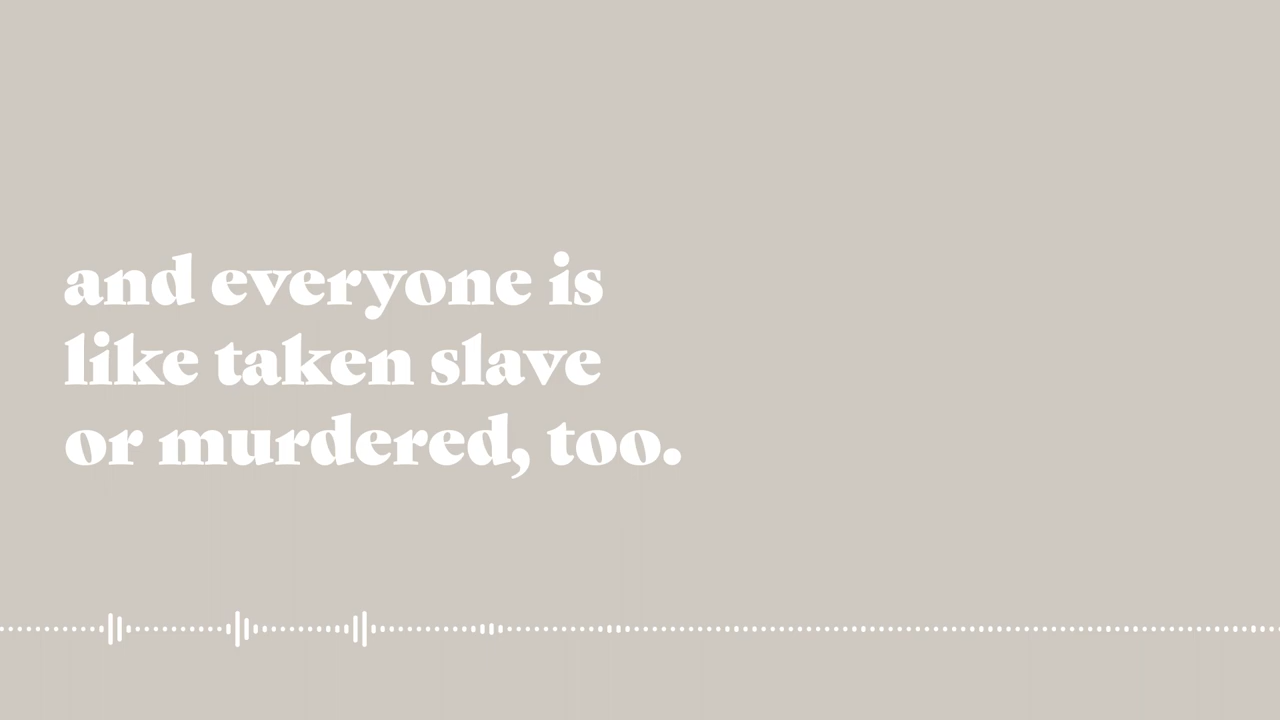 and everyone is
like taken slave
or murdered, too.